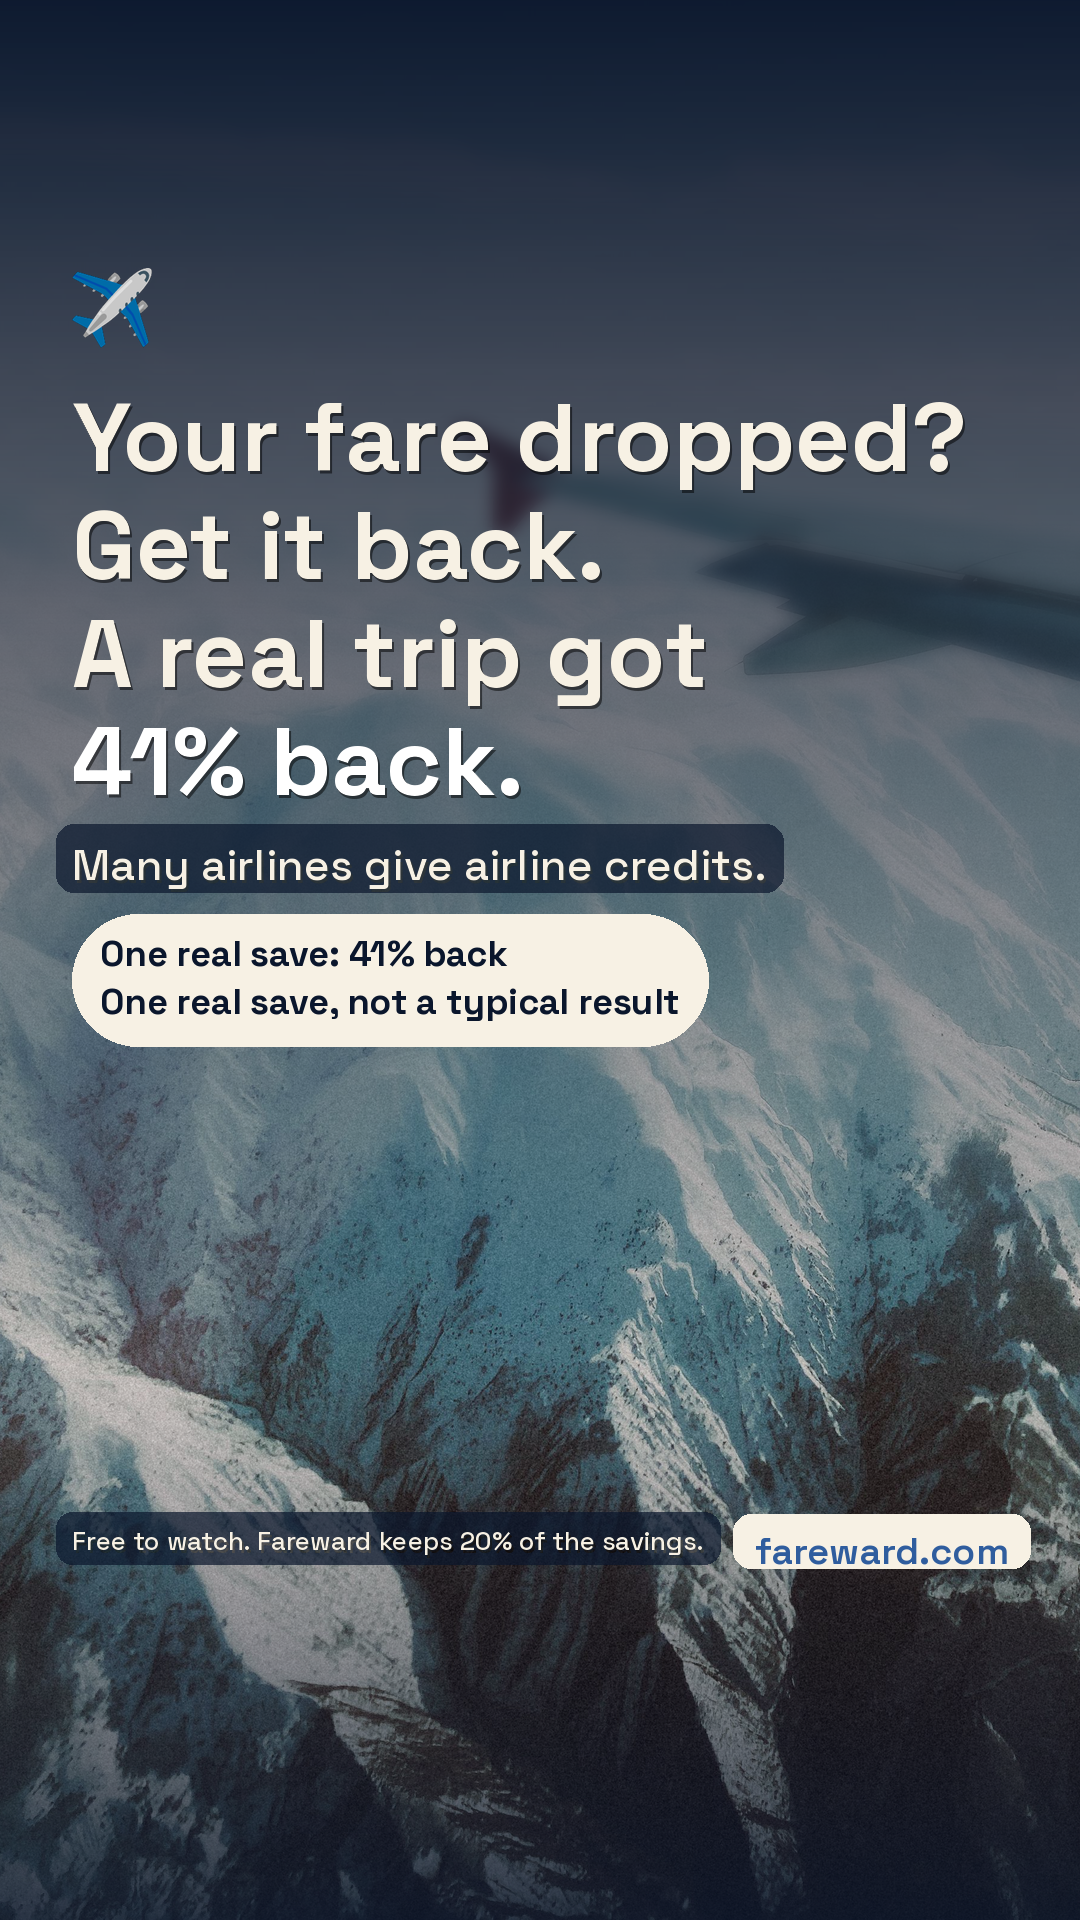 Your fare dropped?
Get it back.
A real trip got
41% back.
Many airlines give airline credits.
One real save: 41% back
One real save, not a typical result
Free to watch. Fareward keeps 20% of the savings.
fareward.com